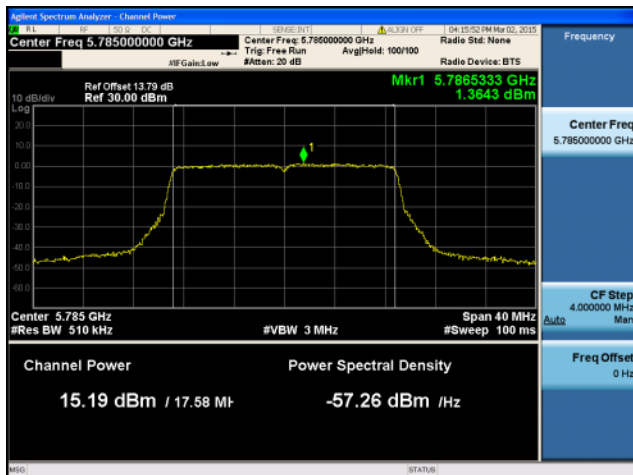 Agilent Spectrum Analyzer - Channel Power
RL RF 50 Ω DC SENSE:INT ALIGN OFF 04:15:52 PM Mar 02, 2015
Center Freq 5.785000000 GHz
Center Freq: 5.785000000 GHz Radio Std: None
Trig: Free Run Avg|Hold: 100/100
#IFGain:Low #Atten: 20 dB Radio Device: BTS
Ref Offset 13.79 dB
10 dB/div Ref 30.00 dBm
Mkr1 5.7865333 GHz
1.3643 dBm
Log
20.0
10.0
0.00
-10.0
-20.0
-30.0
-40.0
-50.0
-60.0
1
Center 5.785 GHz Span 40 MHz
#Res BW 510 kHz #VBW 3 MHz #Sweep 100 ms
Channel Power Power Spectral Density
15.19 dBm / 17.58 MH -57.26 dBm /Hz
MSG STATUS
Frequency
Center Freq
5.785000000 GHz
CF Step
4.000000 MHz
Auto Man
Freq Offset
0 Hz